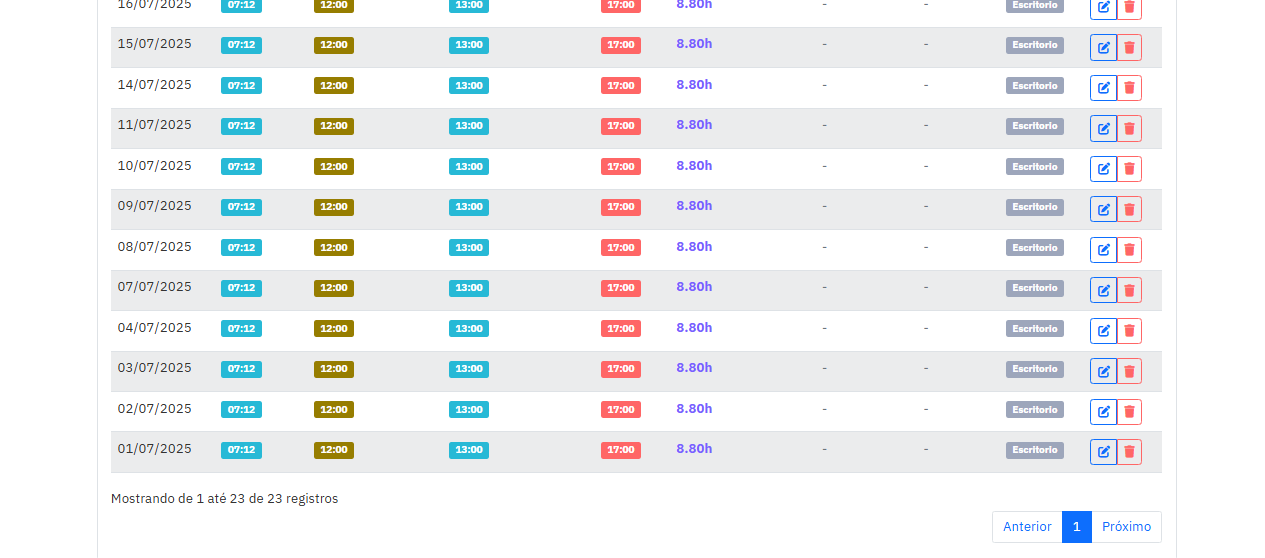 16/07/2025 07:12 12:00 13:00 17:00 8.80h - - Escritorio
15/07/2025 07:12 12:00 13:00 17:00 8.80h - - Escritorio
14/07/2025 07:12 12:00 13:00 17:00 8.80h - - Escritorio
11/07/2025 07:12 12:00 13:00 17:00 8.80h - - Escritorio
10/07/2025 07:12 12:00 13:00 17:00 8.80h - - Escritorio
09/07/2025 07:12 12:00 13:00 17:00 8.80h - - Escritorio
08/07/2025 07:12 12:00 13:00 17:00 8.80h - - Escritorio
07/07/2025 07:12 12:00 13:00 17:00 8.80h - - Escritorio
04/07/2025 07:12 12:00 13:00 17:00 8.80h - - Escritorio
03/07/2025 07:12 12:00 13:00 17:00 8.80h - - Escritorio
02/07/2025 07:12 12:00 13:00 17:00 8.80h - - Escritorio
01/07/2025 07:12 12:00 13:00 17:00 8.80h - - Escritorio
Mostrando de 1 até 23 de 23 registros
Anterior 1 Próximo